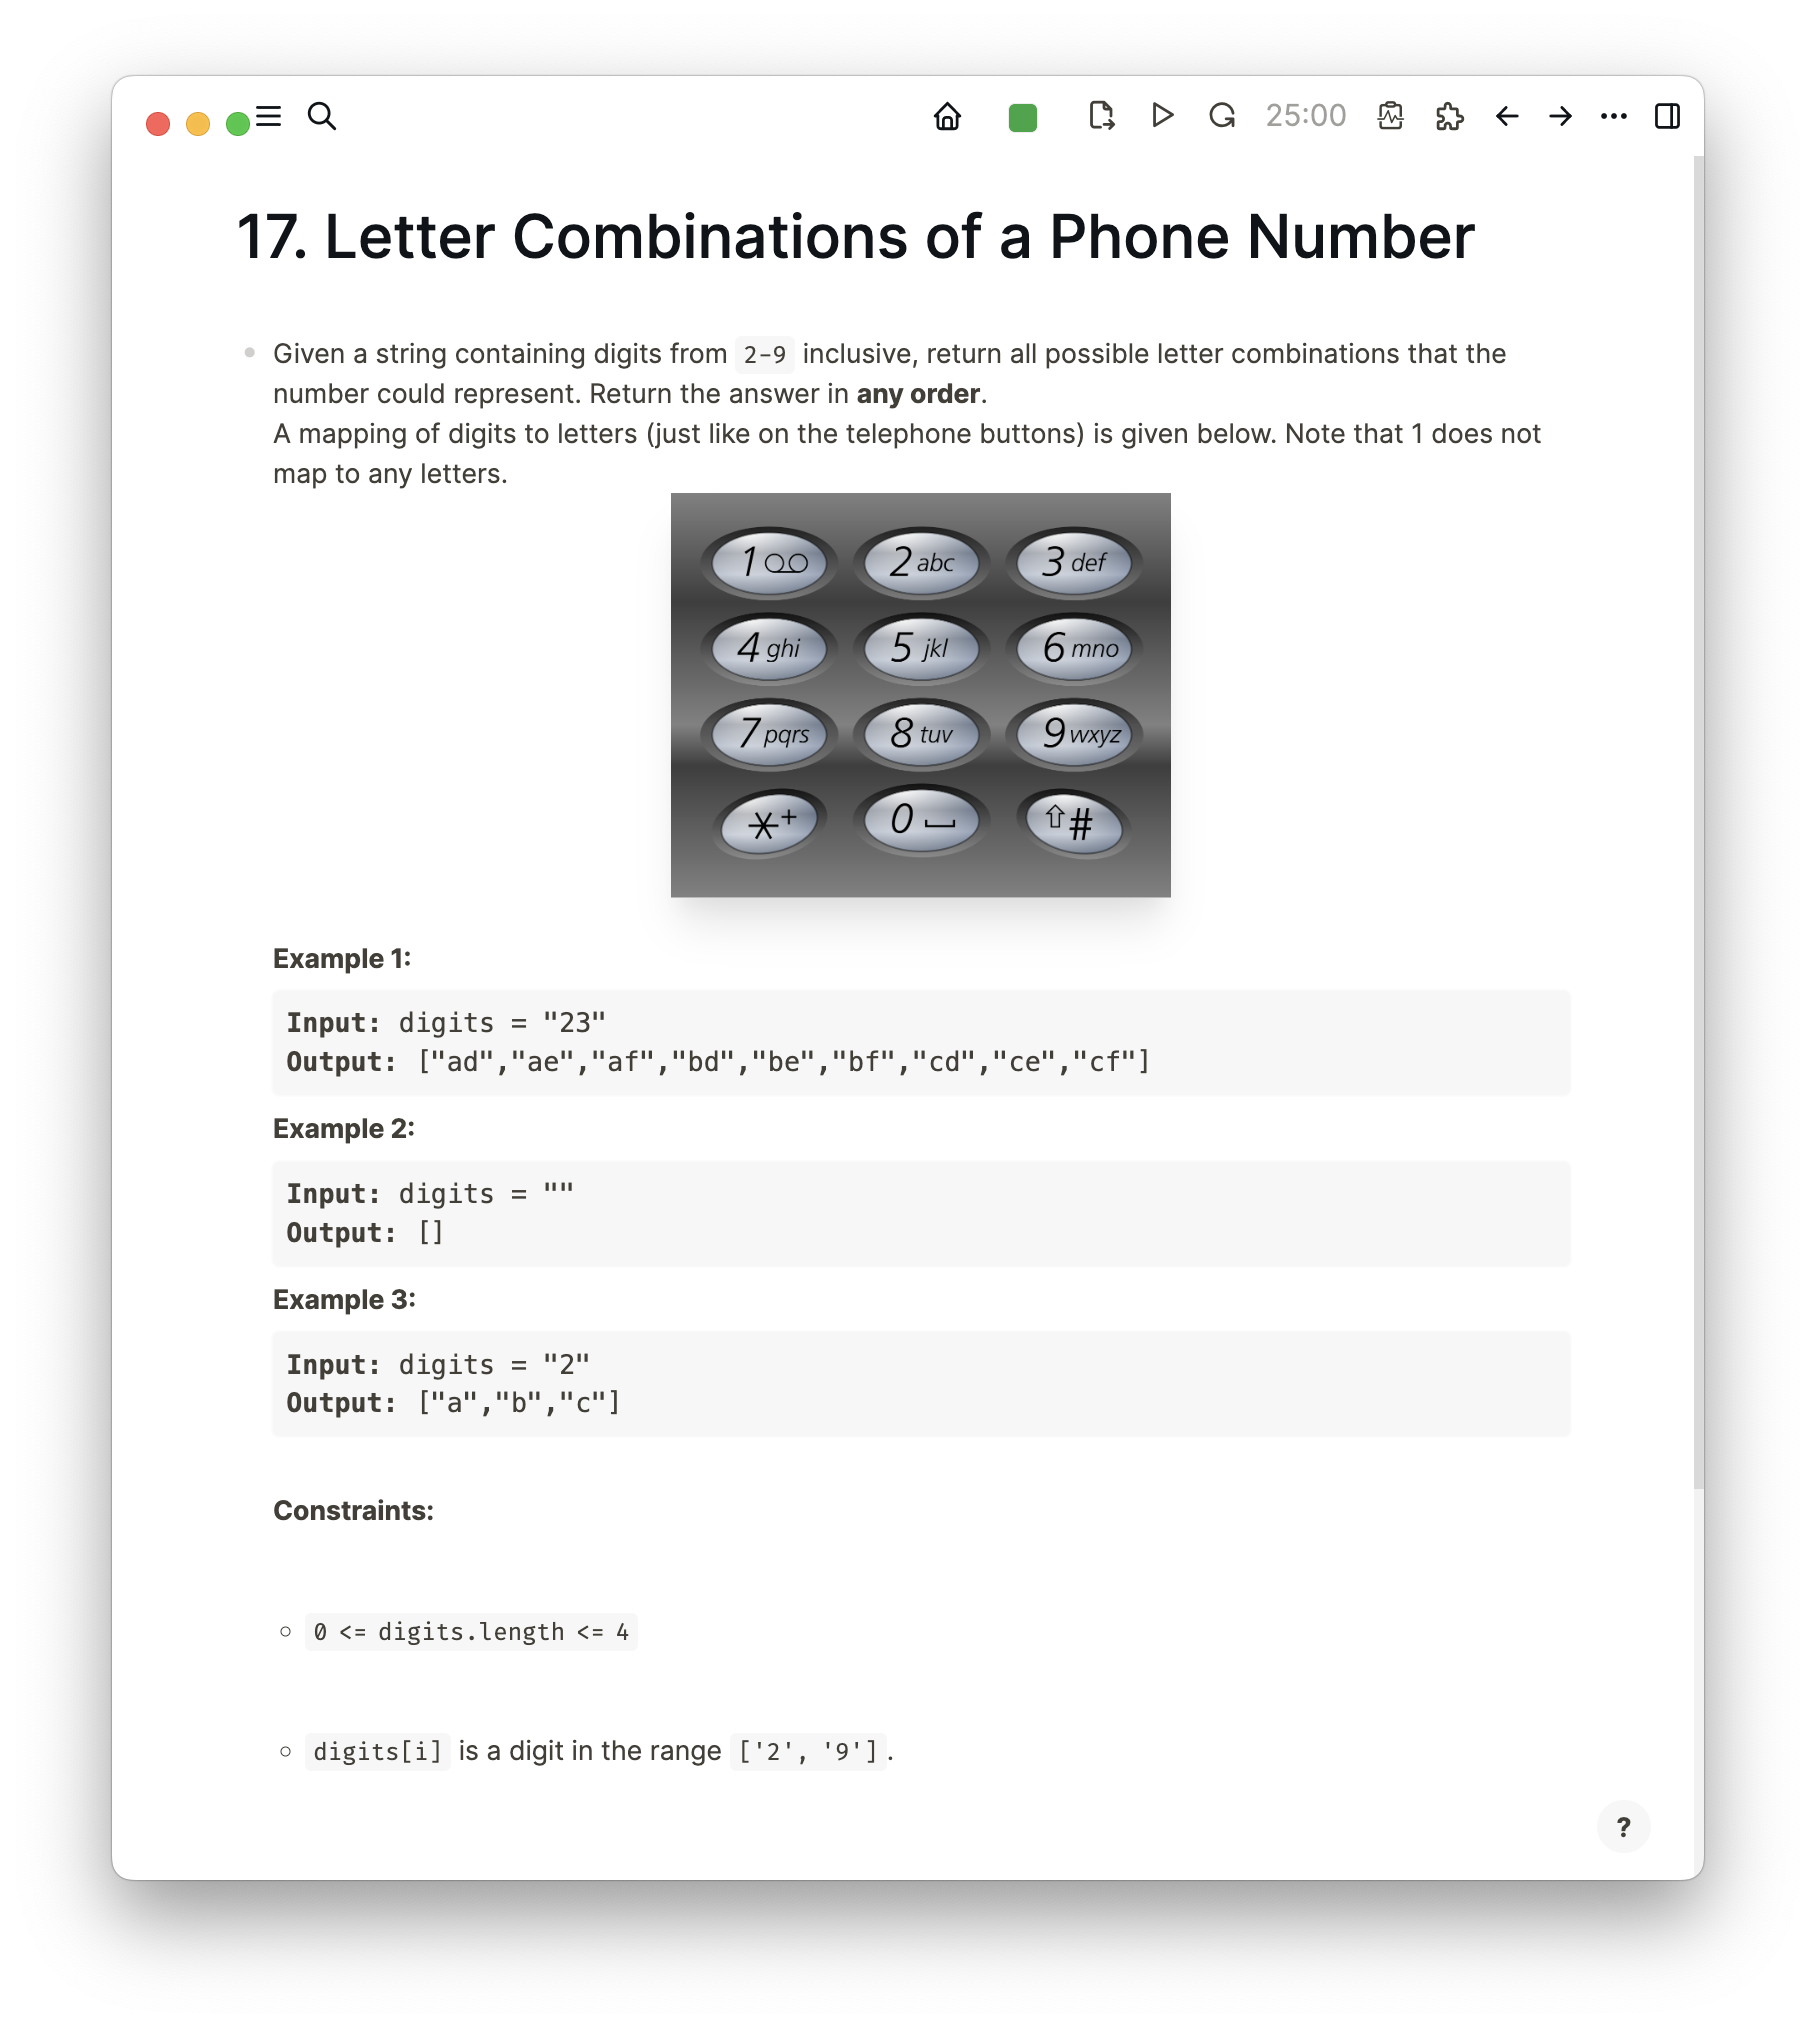 25:00
17. Letter Combinations of a Phone Number
Given a string containing digits from 2-9 inclusive, return all possible letter combinations that the
number could represent. Return the answer in any order.
A mapping of digits to letters (just like on the telephone buttons) is given below. Note that 1 does not
map to any letters.
1 2 abc 3 def
4 ghi 5 jkl 6 mno
7 pqrs 8 tuv 9 wxyz
*+ 0 ⇧#
Example 1:
Input: digits = "23"
Output: ["ad","ae","af","bd","be","bf","cd","ce","cf"]
Example 2:
Input: digits = ""
Output: []
Example 3:
Input: digits = "2"
Output: ["a","b","c"]
Constraints:
0 <= digits.length <= 4
digits[i] is a digit in the range ['2', '9'].
?